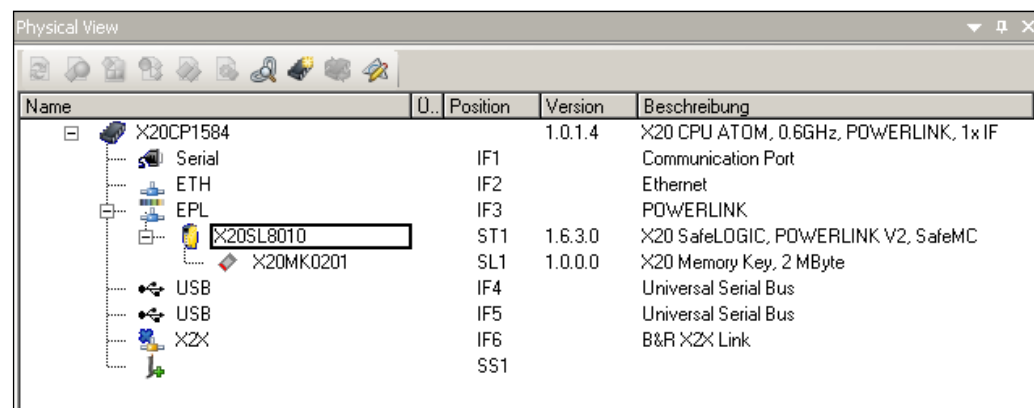 Physical View
Name Ü.. Position Version Beschreibung
X20CP1584 1.0.1.4 X20 CPU ATOM, 0.6GHz, POWERLINK, 1x IF
Serial IF1 Communication Port
ETH IF2 Ethernet
EPL IF3 POWERLINK
X20SL8010 ST1 1.6.3.0 X20 SafeLOGIC, POWERLINK V2, SafeMC
X20MK0201 SL1 1.0.0.0 X20 Memory Key, 2 MByte
USB IF4 Universal Serial Bus
USB IF5 Universal Serial Bus
X2X IF6 B&R X2X Link
SS1